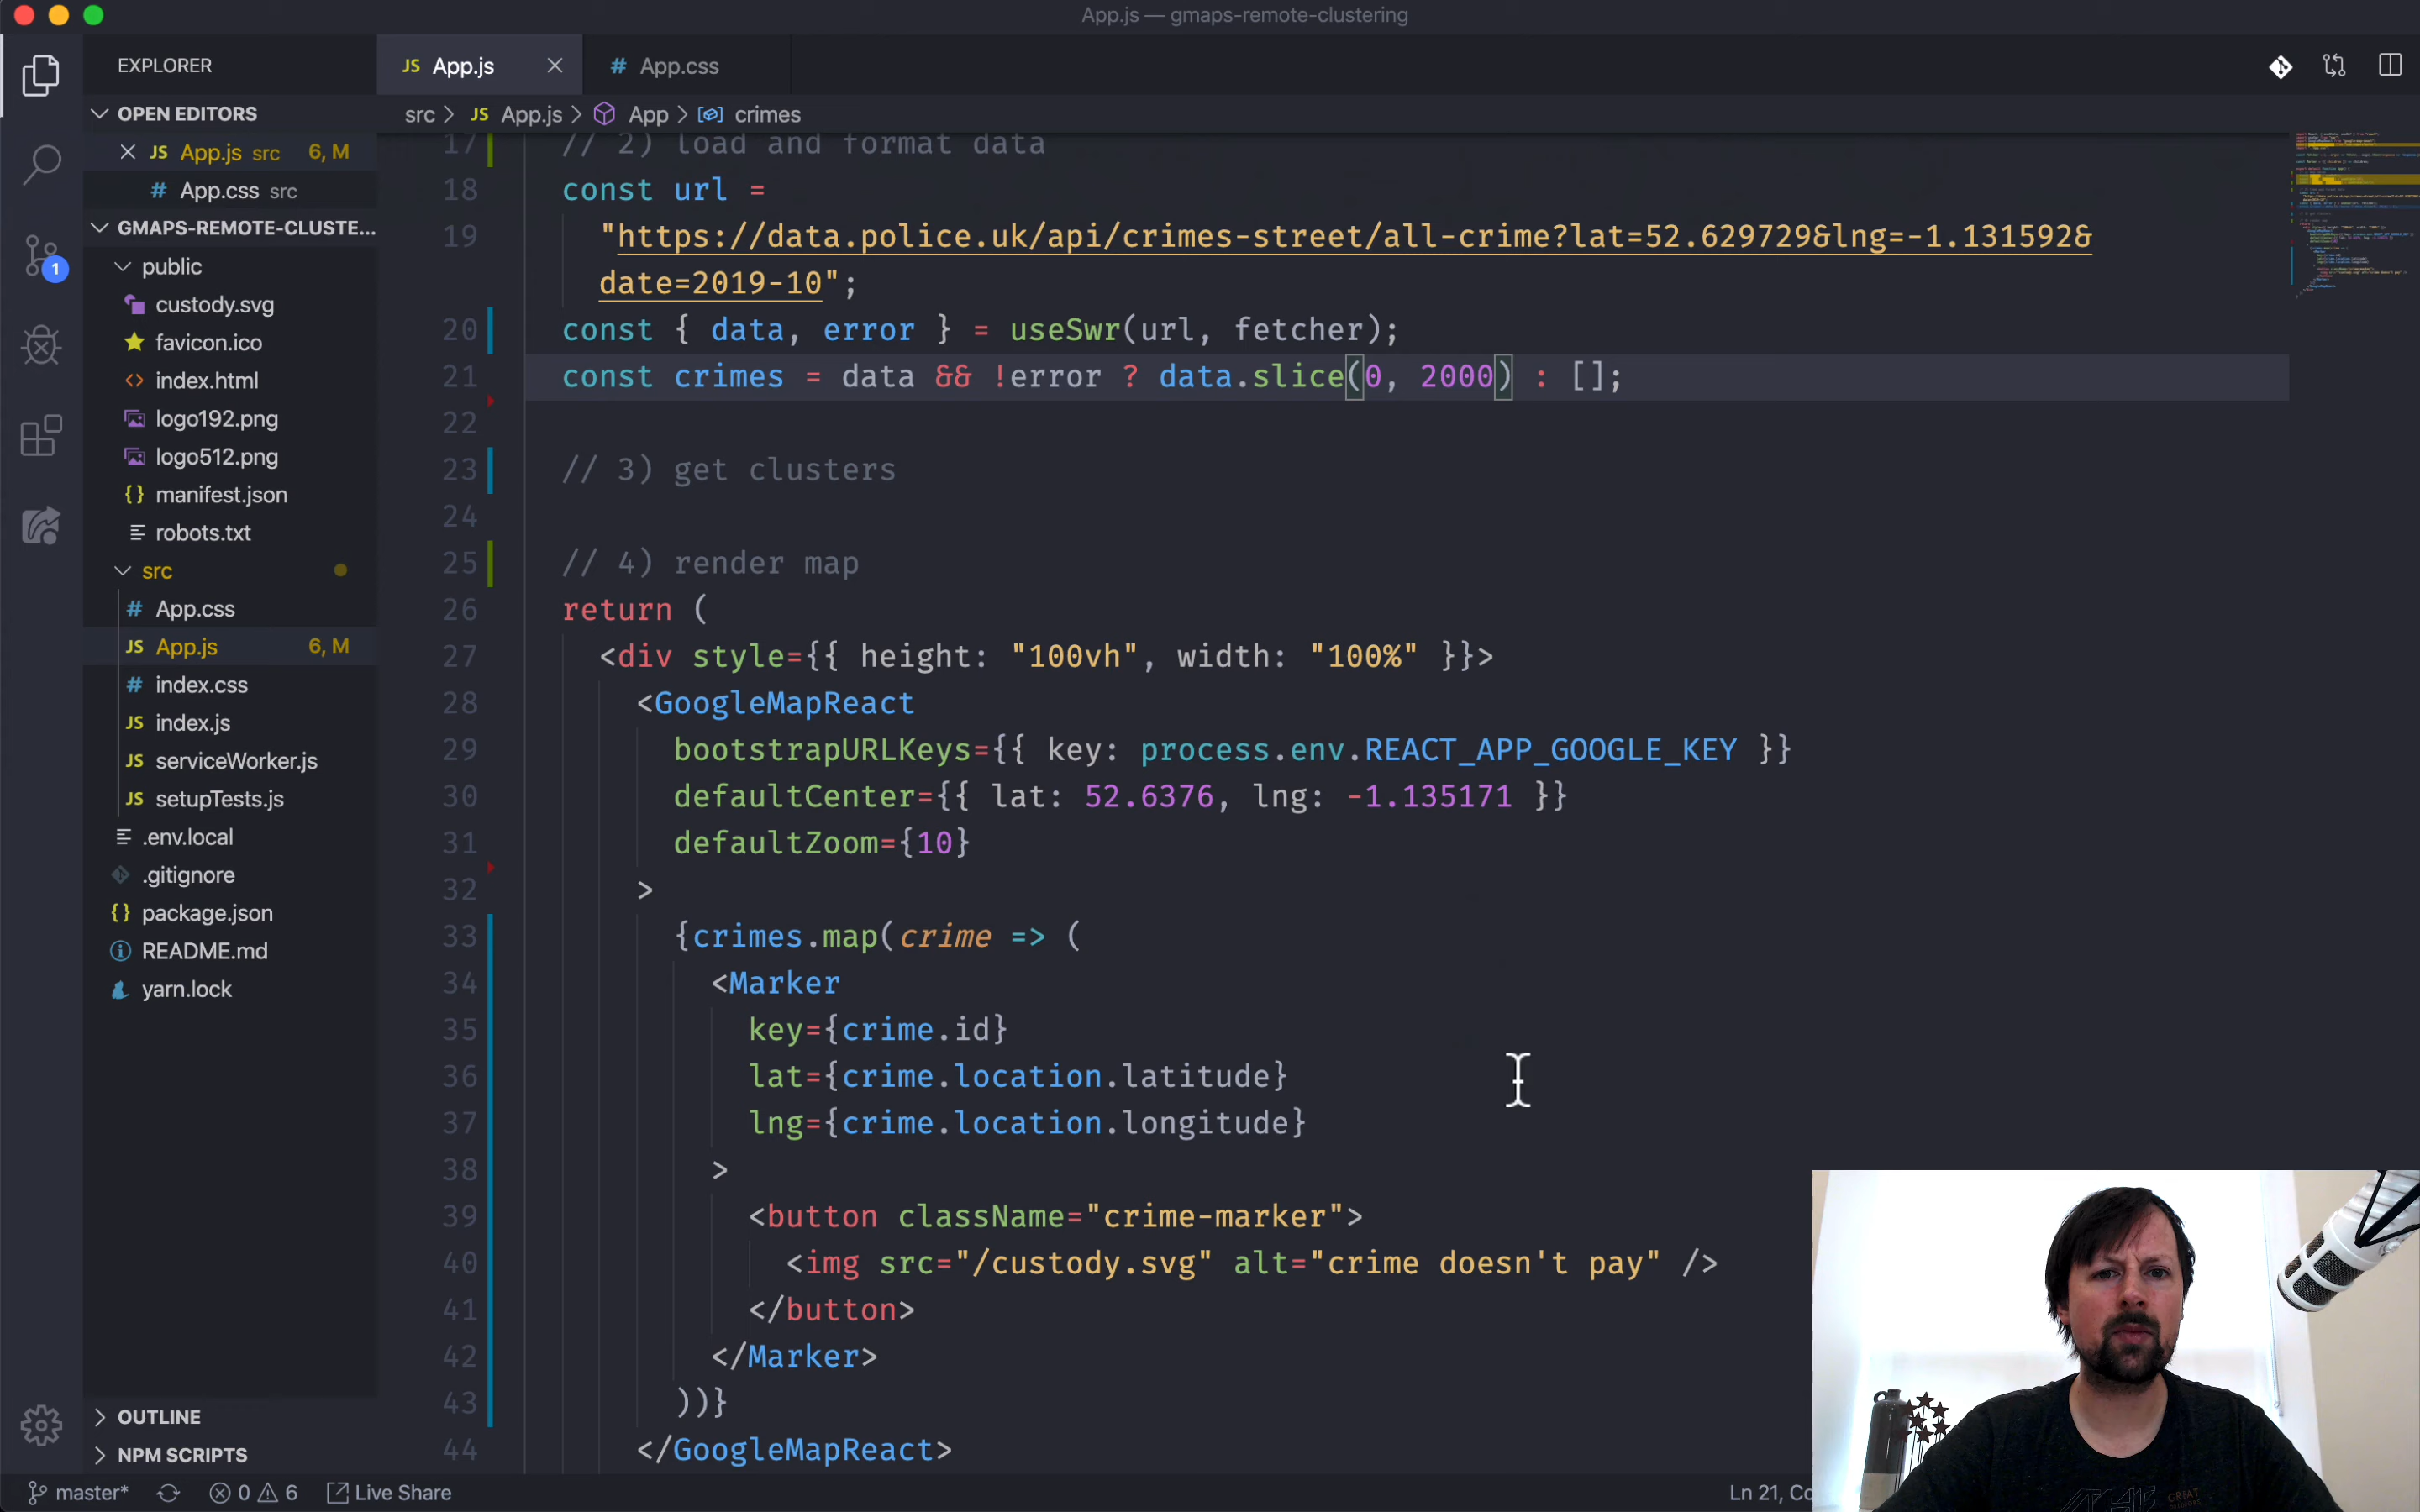 App.js — gmaps-remote-clustering
EXPLORER
OPEN EDITORS
JS App.js src 6, M
# App.css src
GMAPS-REMOTE-CLUSTE...
public
custody.svg
favicon.ico
<> index.html
logo192.png
logo512.png
{} manifest.json
robots.txt
src
# App.css
JS App.js 6, M
# index.css
JS index.js
JS serviceWorker.js
JS setupTests.js
.env.local
.gitignore
{} package.json
README.md
yarn.lock
OUTLINE
NPM SCRIPTS
1
JS App.js
# App.css
src > JS App.js > App > crimes
17 // 2) load and format data
18 const url =
19 "https://data.police.uk/api/crimes-street/all-crime?lat=52.629729&lng=-1.131592&
date=2019-10";
20 const { data, error } = useSwr(url, fetcher);
21 const crimes = data && !error ? data.slice(0, 2000) : [];
22
23 // 3) get clusters
24
25 // 4) render map
26 return (
27 <div style={{ height: "100vh", width: "100%" }}>
28 <GoogleMapReact
29 bootstrapURLKeys={{ key: process.env.REACT_APP_GOOGLE_KEY }}
30 defaultCenter={{ lat: 52.6376, lng: -1.135171 }}
31 defaultZoom={10}
32 >
33 {crimes.map(crime => (
34 <Marker
35 key={crime.id}
36 lat={crime.location.latitude}
37 lng={crime.location.longitude}
38 >
39 <button className="crime-marker">
40 <img src="/custody.svg" alt="crime doesn't pay" />
41 </button>
42 </Marker>
43 ))}
44 </GoogleMapReact>
master* 0 6 Live Share
Ln 21,